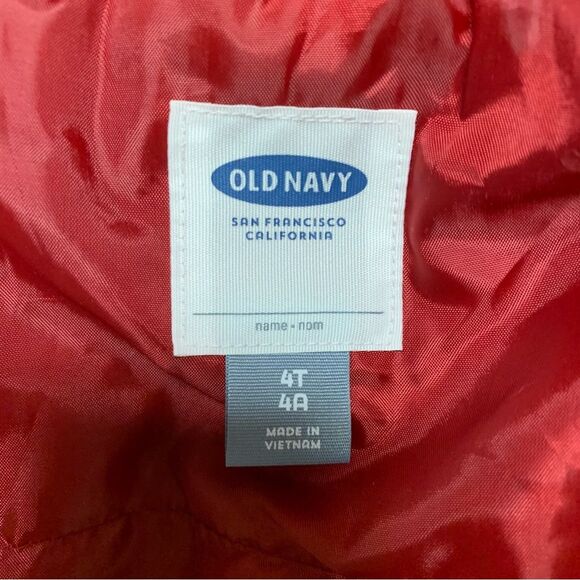 OLD NAVY
SAN FRANCISCO
CALIFORNIA
name • nom
4T
4A
MADE IN
VIETNAM